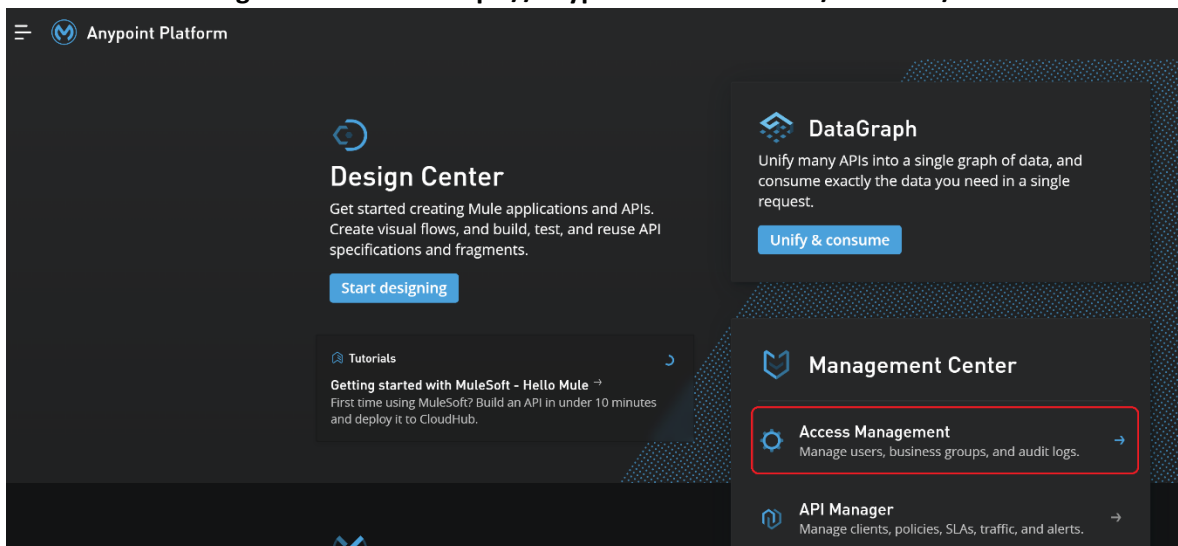 Anypoint Platform
Design Center
Get started creating Mule applications and APIs.
Create visual flows, and build, test, and reuse API
specifications and fragments.
Start designing
Tutorials
Getting started with MuleSoft - Hello Mule →
First time using MuleSoft? Build an API in under 10 minutes
and deploy it to CloudHub.
DataGraph
Unify many APIs into a single graph of data, and
consume exactly the data you need in a single
request.
Unify & consume
Management Center
Access Management
Manage users, business groups, and audit logs.
API Manager
Manage clients, policies, SLAs, traffic, and alerts.